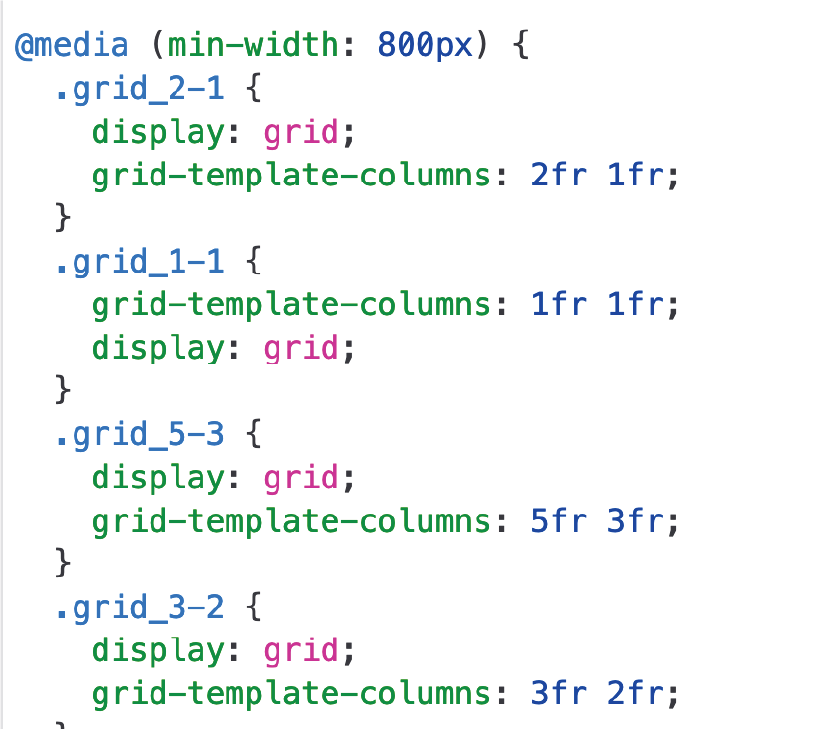 @media (min-width: 800px) {
  .grid_2-1 {
    display: grid;
    grid-template-columns: 2fr 1fr;
  }
  .grid_1-1 {
    grid-template-columns: 1fr 1fr;
    display: grid;
  }
  .grid_5-3 {
    display: grid;
    grid-template-columns: 5fr 3fr;
  }
  .grid_3-2 {
    display: grid;
    grid-template-columns: 3fr 2fr;
  }